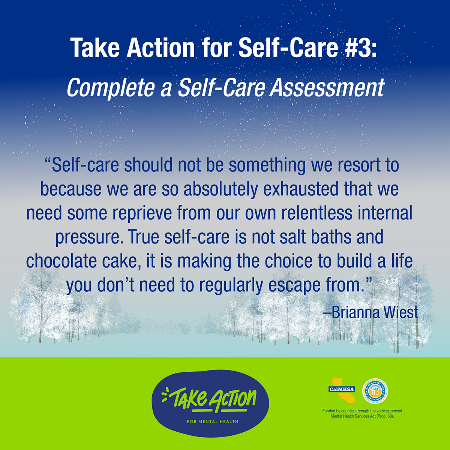 Take Action for Self-Care #3:
Complete a Self-Care Assessment
“Self-care should not be something we resort to
because we are so absolutely exhausted that we
need some reprieve from our own relentless internal
pressure. True self-care is not salt baths and
chocolate cake, it is making the choice to build a life
you don’t need to regularly escape from.”
–Brianna Wiest
TAKE ACTION
FOR MENTAL HEALTH
CalMHSA
Funded by counties through the voter-approved
Mental Health Services Act (Prop. 63).